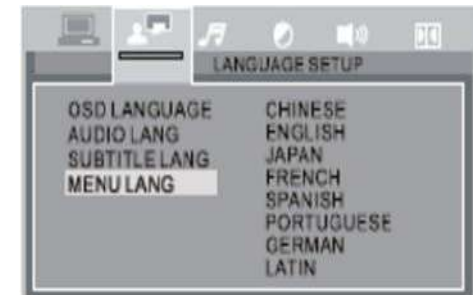 LANGUAGE SETUP
OSD LANGUAGE
AUDIO LANG
SUBTITLE LANG
MENU LANG
CHINESE
ENGLISH
JAPAN
FRENCH
SPANISH
PORTUGUESE
GERMAN
LATIN